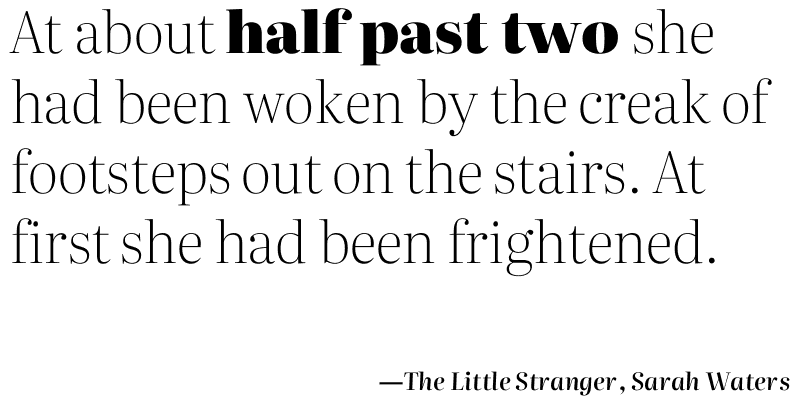 At about half past two she
had been woken by the creak of
footsteps out on the stairs. At
first she had been frightened.
—The Little Stranger, Sarah Waters